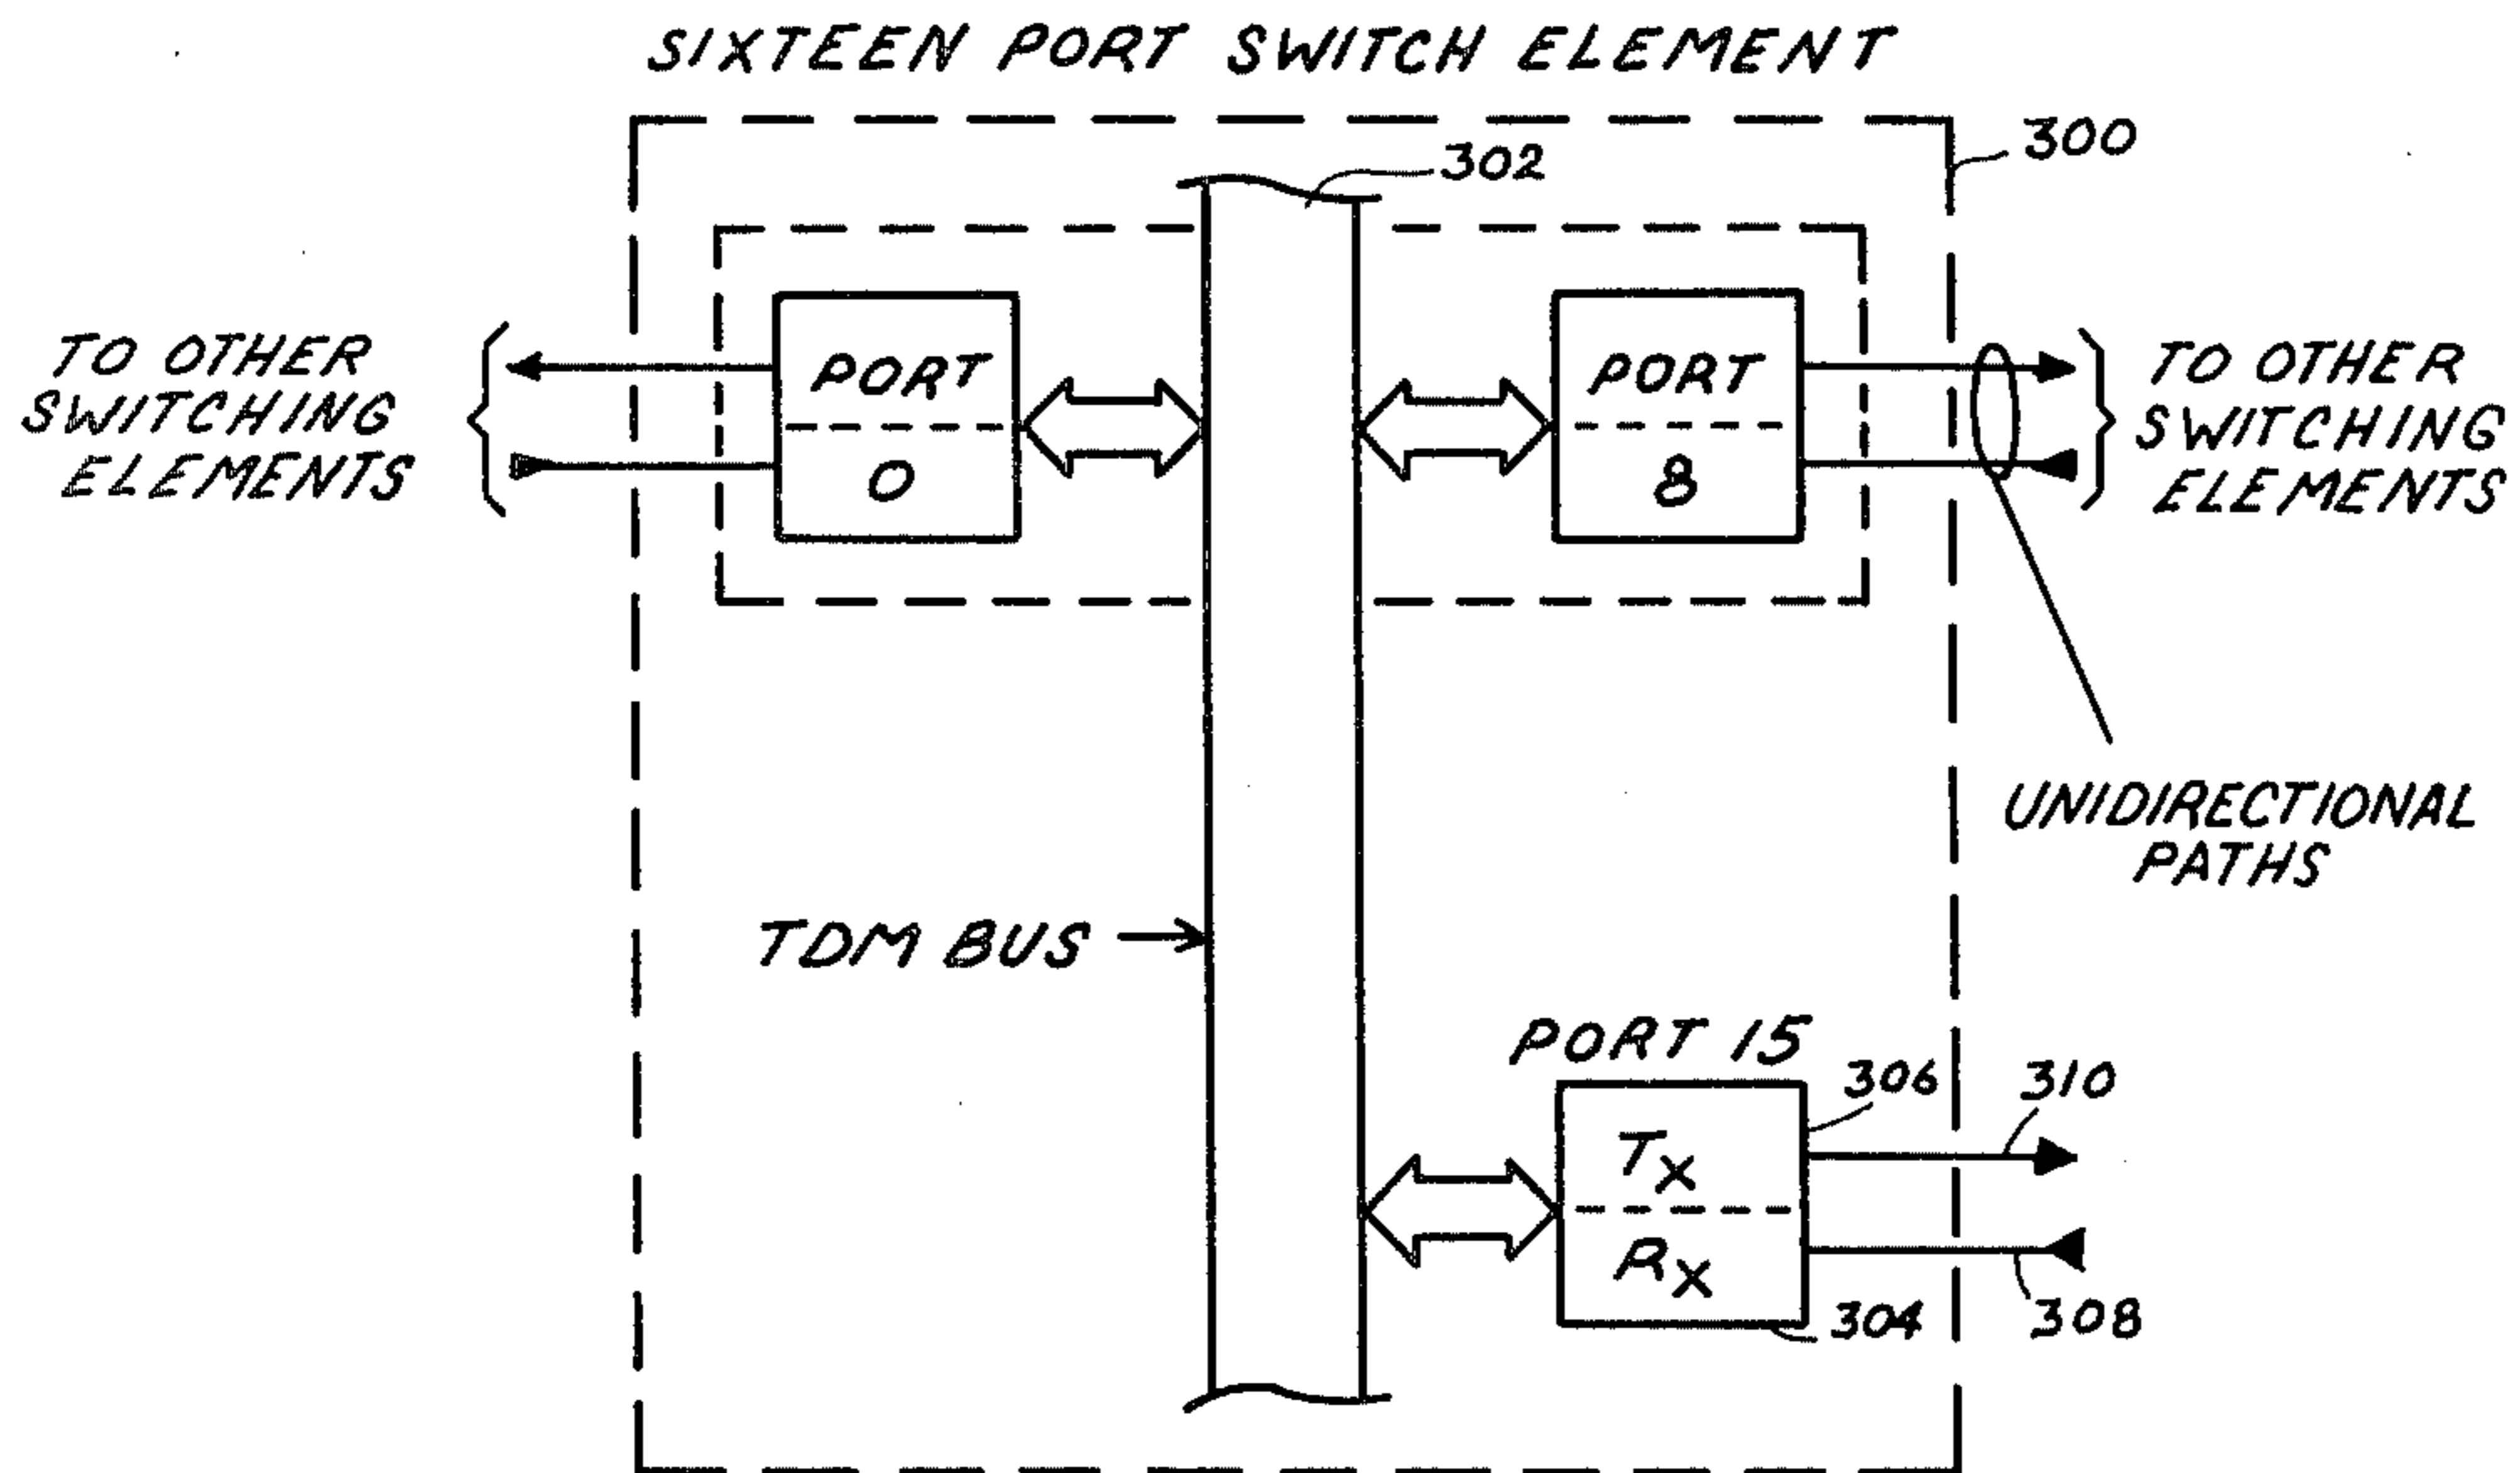 SIXTEEN PORT SWITCH ELEMENT
300
302
TO OTHER
SWITCHING
ELEMENTS
PORT
0
PORT
8
TO OTHER
SWITCHING
ELEMENTS
UNIDIRECTIONAL
PATHS
TDM BUS
PORT 15
306
310
TX
RX
304
308